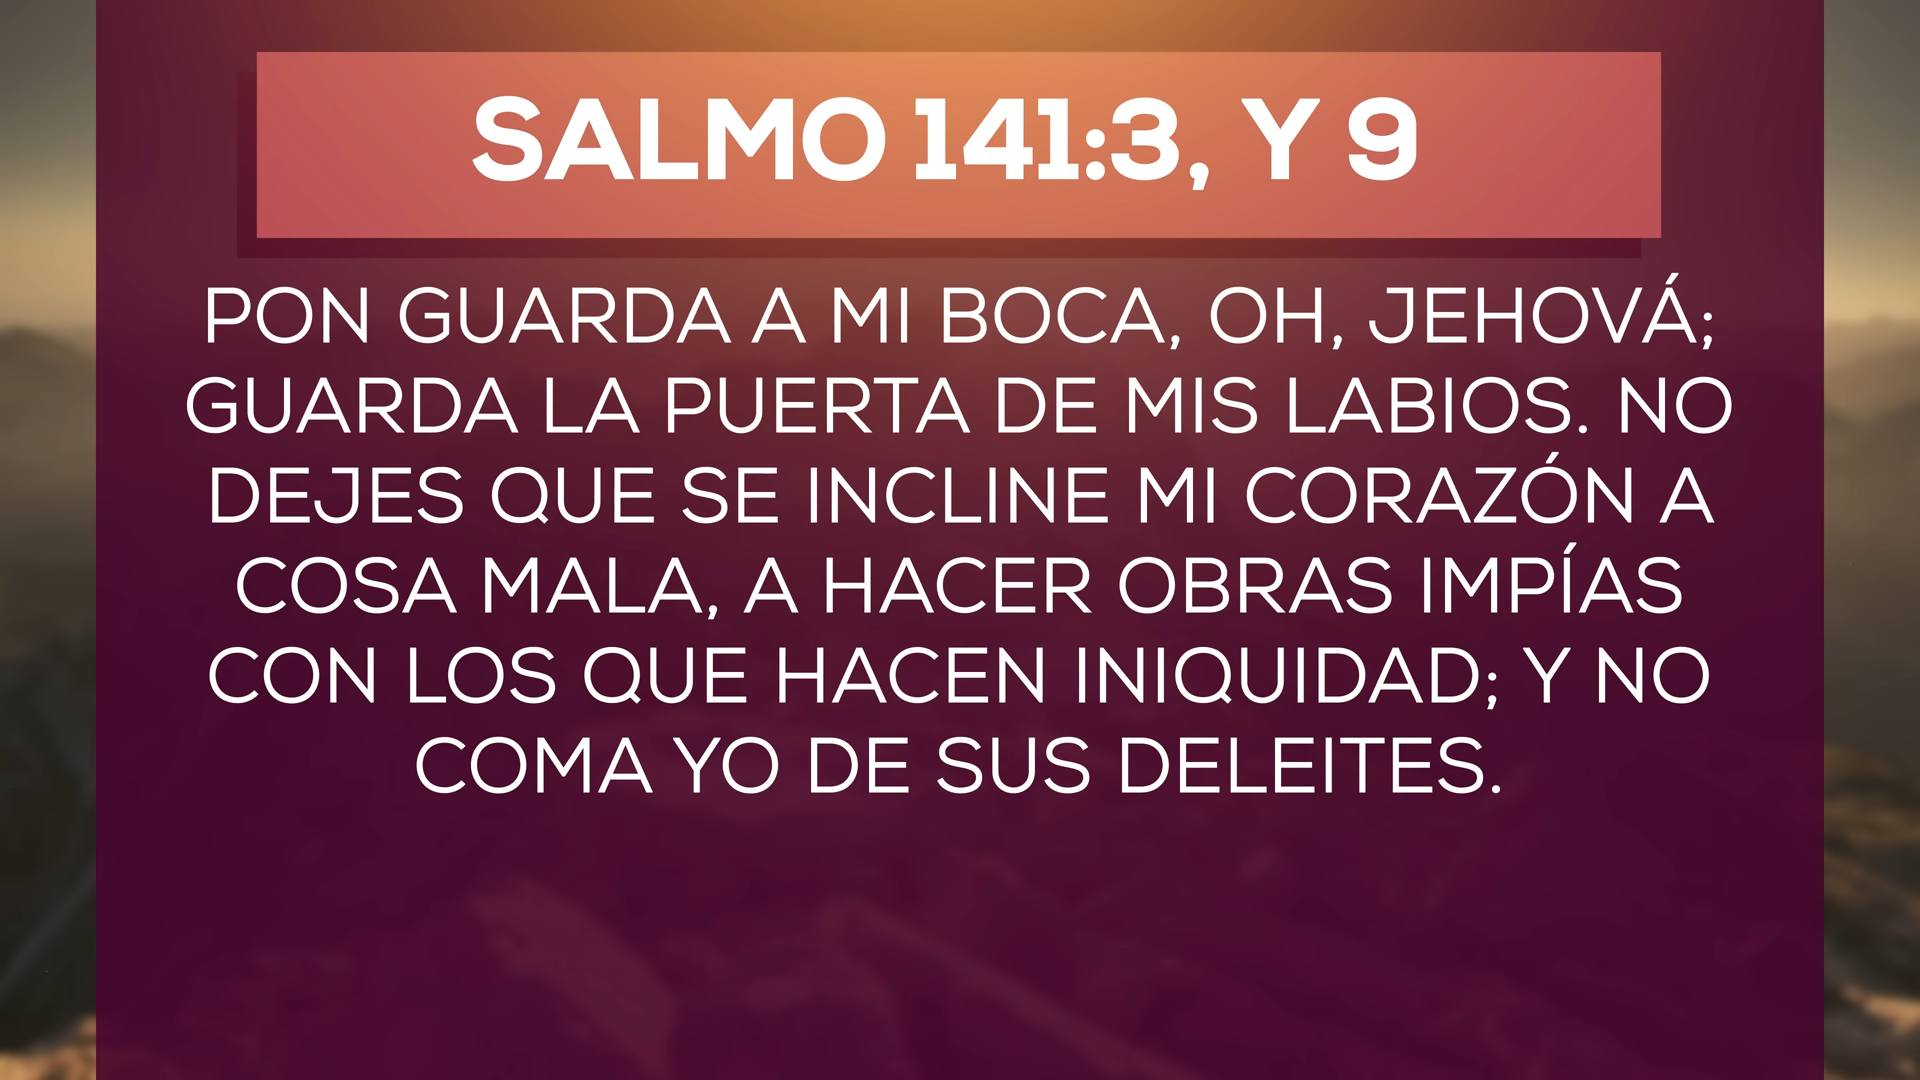 SALMO 141:3, Y 9
PON GUARDA A MI BOCA, OH, JEHOVÁ;
GUARDA LA PUERTA DE MIS LABIOS. NO
DEJES QUE SE INCLINE MI CORAZÓN A
COSA MALA, A HACER OBRAS IMPÍAS
CON LOS QUE HACEN INIQUIDAD; Y NO
COMA YO DE SUS DELEITES.